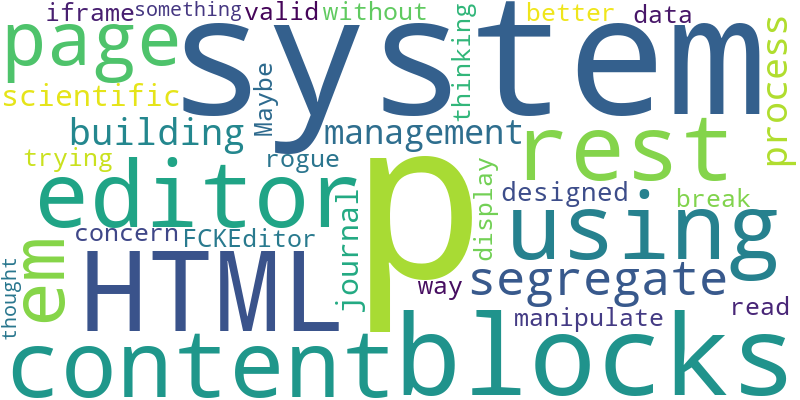 iframe something valid without better data
page system process
scientific Maybe thinking
building management rest
trying rogue p
editor journal display designed break
em concern FCKEditor using
HTML way segregate
thought manipulate read
content blocks